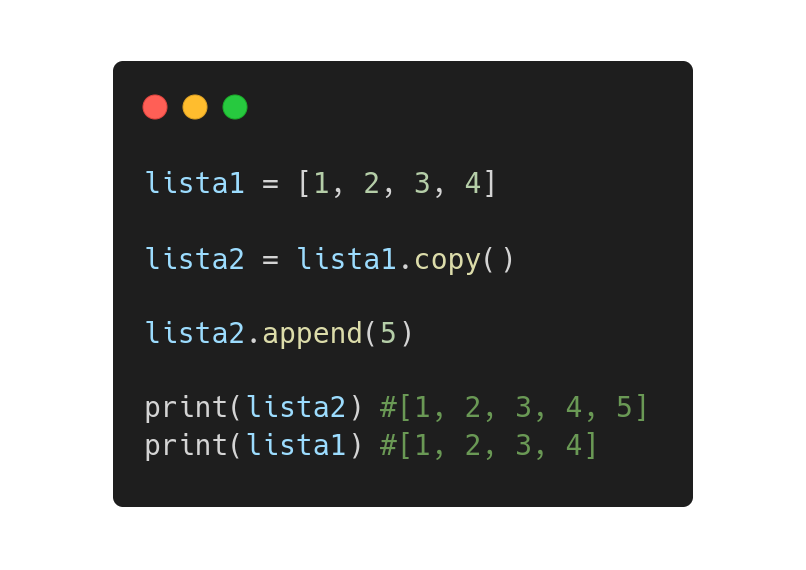 lista1 = [1, 2, 3, 4]
lista2 = lista1.copy()
lista2.append(5)
print(lista2) #[1, 2, 3, 4, 5]
print(lista1) #[1, 2, 3, 4]